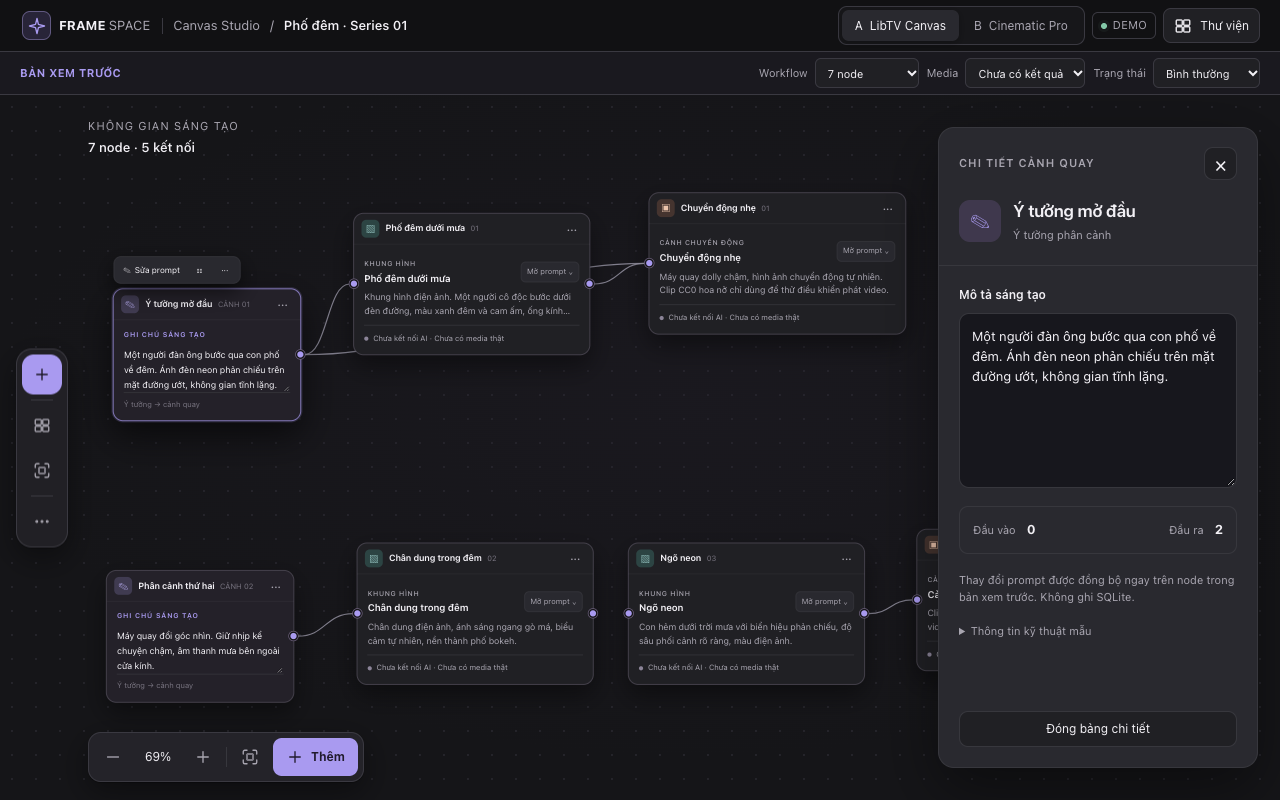 FRAME SPACE
Canvas Studio / Phố đêm · Series 01
A LibTV Canvas
B Cinematic Pro
DEMO
Thư viện
BẢN XEM TRƯỚC
Workflow
7 node
Media
Chưa có kết quả
Trạng thái
Bình thường
KHÔNG GIAN SÁNG TẠO
7 node · 5 kết nối
Sửa prompt
Ý tưởng mở đầu CẢNH 01
GHI CHÚ SÁNG TẠO
Một người đàn ông bước qua con phố
về đêm. Ánh đèn neon phản chiếu trên
mặt đường ướt, không gian tĩnh lặng.
Ý tưởng → cảnh quay
Phố đêm dưới mưa 01
KHUNG HÌNH
Phố đêm dưới mưa
Mở prompt
Khung hình điện ảnh. Một người cô độc bước dưới
đèn đường, màu xanh đêm và cam ấm, ống kính...
Chưa kết nối AI · Chưa có media thật
Chuyển động nhẹ 01
CẢNH CHUYỂN ĐỘNG
Chuyển động nhẹ
Mở prompt
Máy quay dolly chậm, hình ảnh chuyển động tự nhiên.
Clip CC0 hoa nở chỉ dùng để thử điều khiển phát video.
Chưa kết nối AI · Chưa có media thật
Phân cảnh thứ hai CẢNH 02
GHI CHÚ SÁNG TẠO
Máy quay đổi góc nhìn. Giữ nhịp kể
chuyện chậm, âm thanh mưa bên ngoài
cửa kính.
Ý tưởng → cảnh quay
Chân dung trong đêm 02
KHUNG HÌNH
Chân dung trong đêm
Mở prompt
Chân dung điện ảnh, ánh sáng ngang gò má, biểu
cảm tự nhiên, nền thành phố bokeh.
Chưa kết nối AI · Chưa có media thật
Ngõ neon 03
KHUNG HÌNH
Ngõ neon
Mở prompt
Con hẻm dưới trời mưa với biển hiệu phản chiếu, độ
sâu phối cảnh rõ ràng, màu điện ảnh.
Chưa kết nối AI · Chưa có media thật
CHI TIẾT CẢNH QUAY
Ý tưởng mở đầu
Ý tưởng phân cảnh
Mô tả sáng tạo
Một người đàn ông bước qua con phố về
đêm. Ánh đèn neon phản chiếu trên mặt
đường ướt, không gian tĩnh lặng.
Đầu vào 0
Đầu ra 2
Thay đổi prompt được đồng bộ ngay trên node trong
bản xem trước. Không ghi SQLite.
Thông tin kỹ thuật mẫu
Đóng bảng chi tiết
69%
Thêm